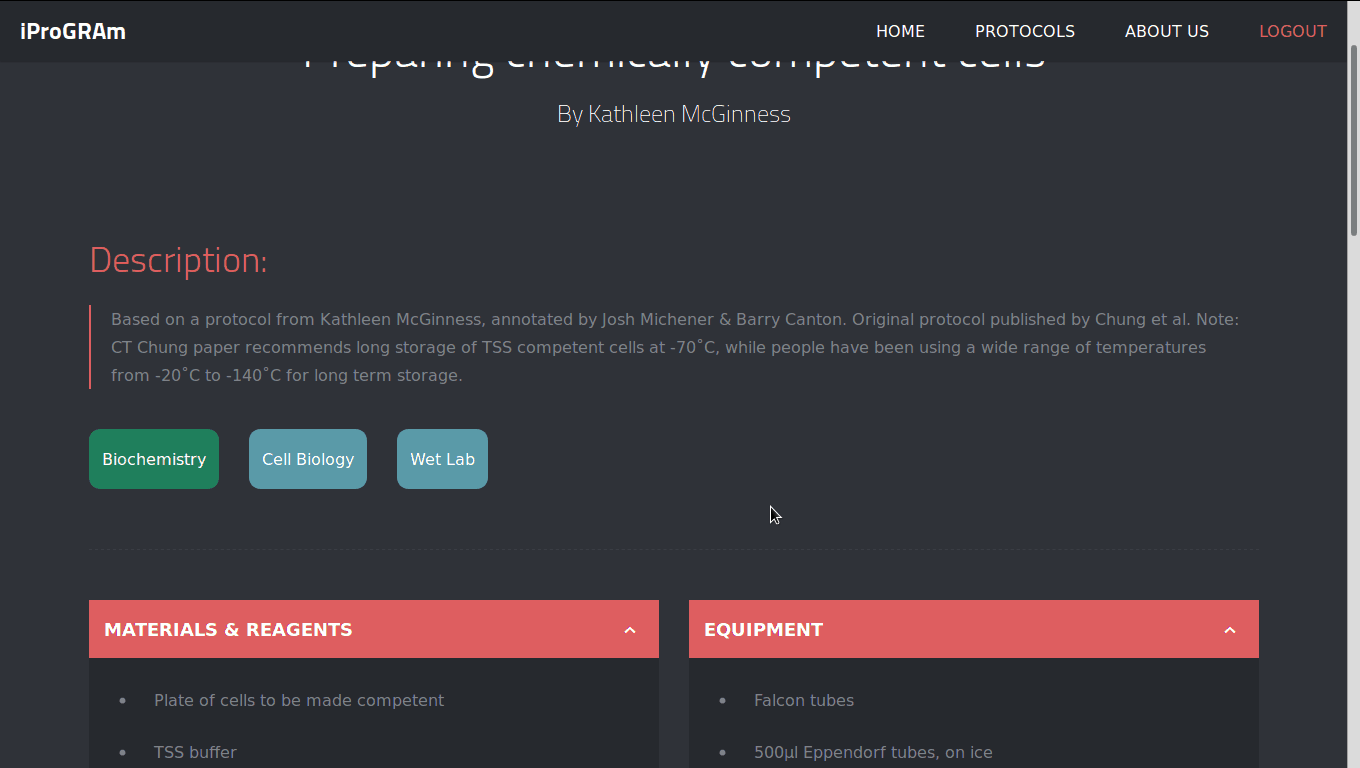 iProGRAm
HOME
PROTOCOLS
ABOUT US
LOGOUT
Preparing chemically competent cells
By Kathleen McGinness
Description:
Based on a protocol from Kathleen McGinness, annotated by Josh Michener & Barry Canton. Original protocol published by Chung et al. Note:
CT Chung paper recommends long storage of TSS competent cells at -70˚C, while people have been using a wide range of temperatures
from -20˚C to -140˚C for long term storage.
Biochemistry
Cell Biology
Wet Lab
MATERIALS & REAGENTS
• Plate of cells to be made competent
• TSS buffer
EQUIPMENT
• Falcon tubes
• 500µl Eppendorf tubes, on ice